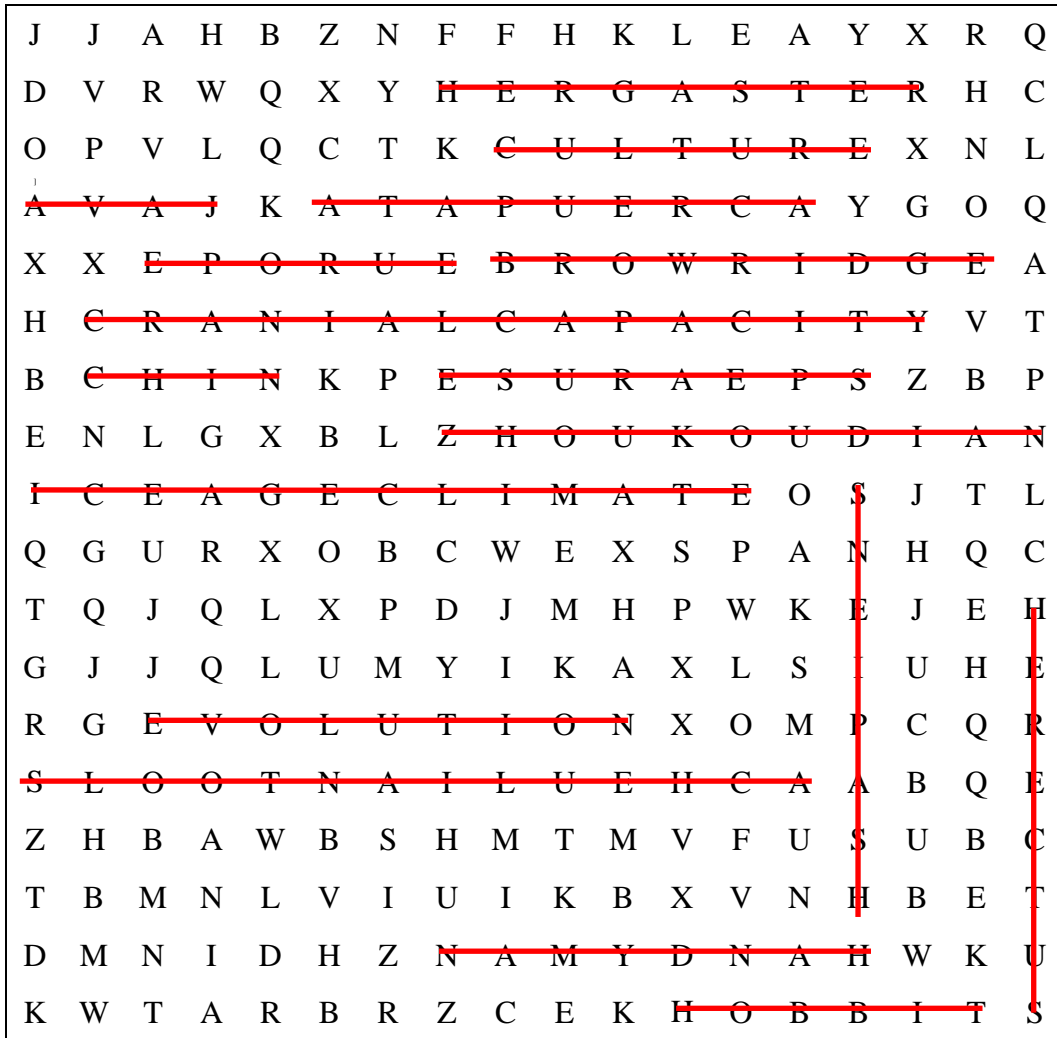 J J A H B Z N F F H K L E A Y X R Q
D V R W Q X Y H E R G A S T E R H C
O P V L Q C T K C U L T U R E X N L
A V A J K A T A P U E R C A Y G O Q
X X E P O R U E B R O W R I D G E A
H C R A N I A L C A P A C I T Y V T
B C H I N K P E S U R A E P S Z B P
E N L G X B L Z H O U K O U D I A N
I C E A G E C L I M A T E O S J T L
Q G U R X O B C W E X S P A N H Q C
T Q J Q L X P D J M H P W K E J E H
G J J Q L U M Y I K A X L S I U H E
R G E V O L U T I O N X O M P C Q R
S L O O T N A I L U E H C A A B Q E
Z H B A W B S H M T M V F U S U B C
T B M N L V I U I K B X V N H B E T
D M N I D H Z N A M Y D N A H W K U
K W T A R B R Z C E K H O B B I T S